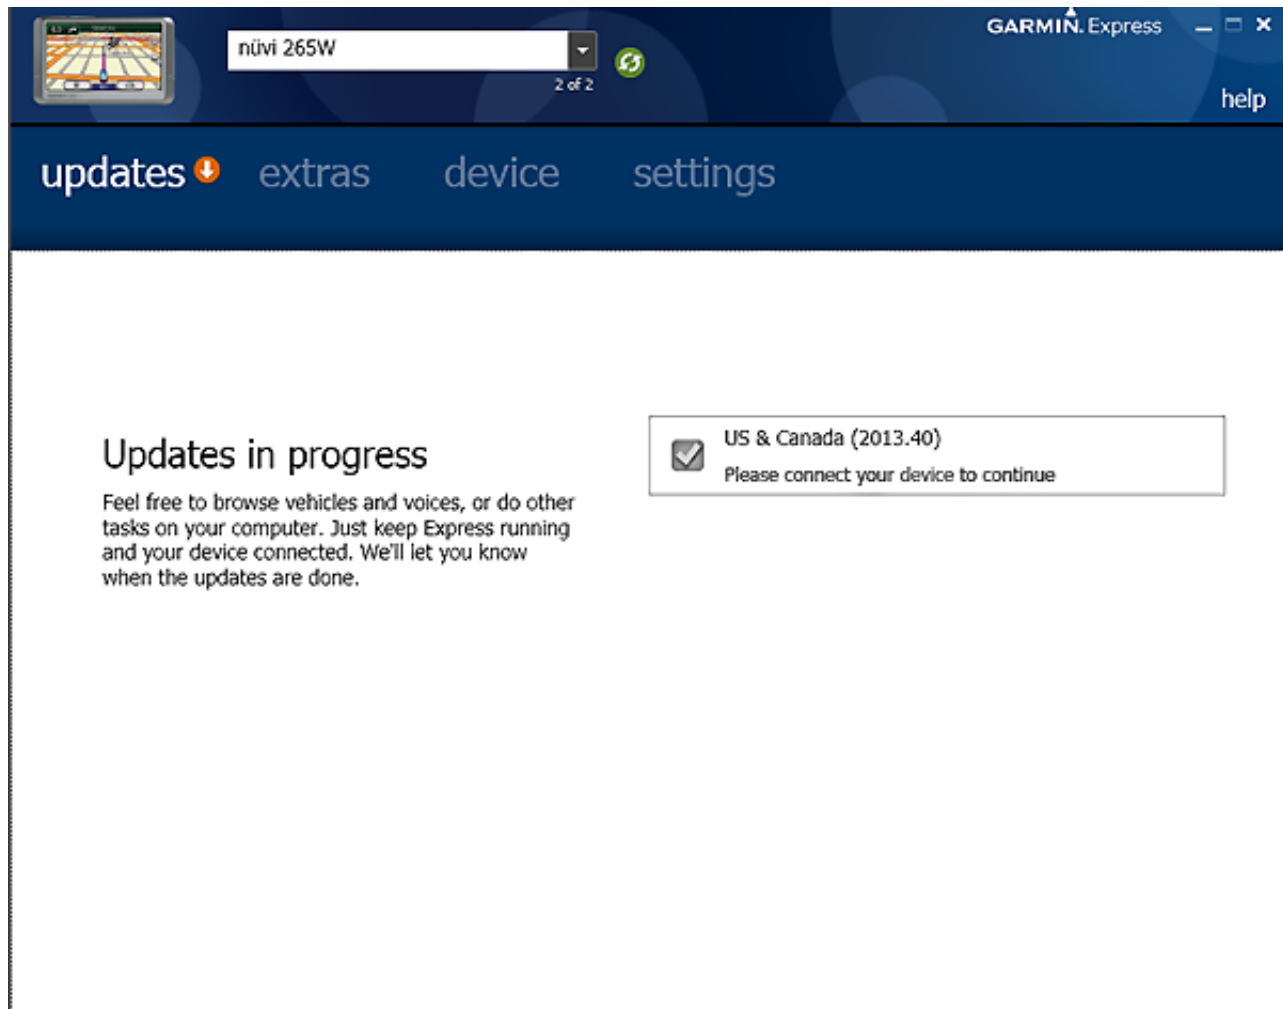 nüvi 265W
2 of 2
GARMIN. Express
help
updates
extras
device
settings
Updates in progress
Feel free to browse vehicles and voices, or do other
tasks on your computer. Just keep Express running
and your device connected. We'll let you know
when the updates are done.
US & Canada (2013.40)
Please connect your device to continue